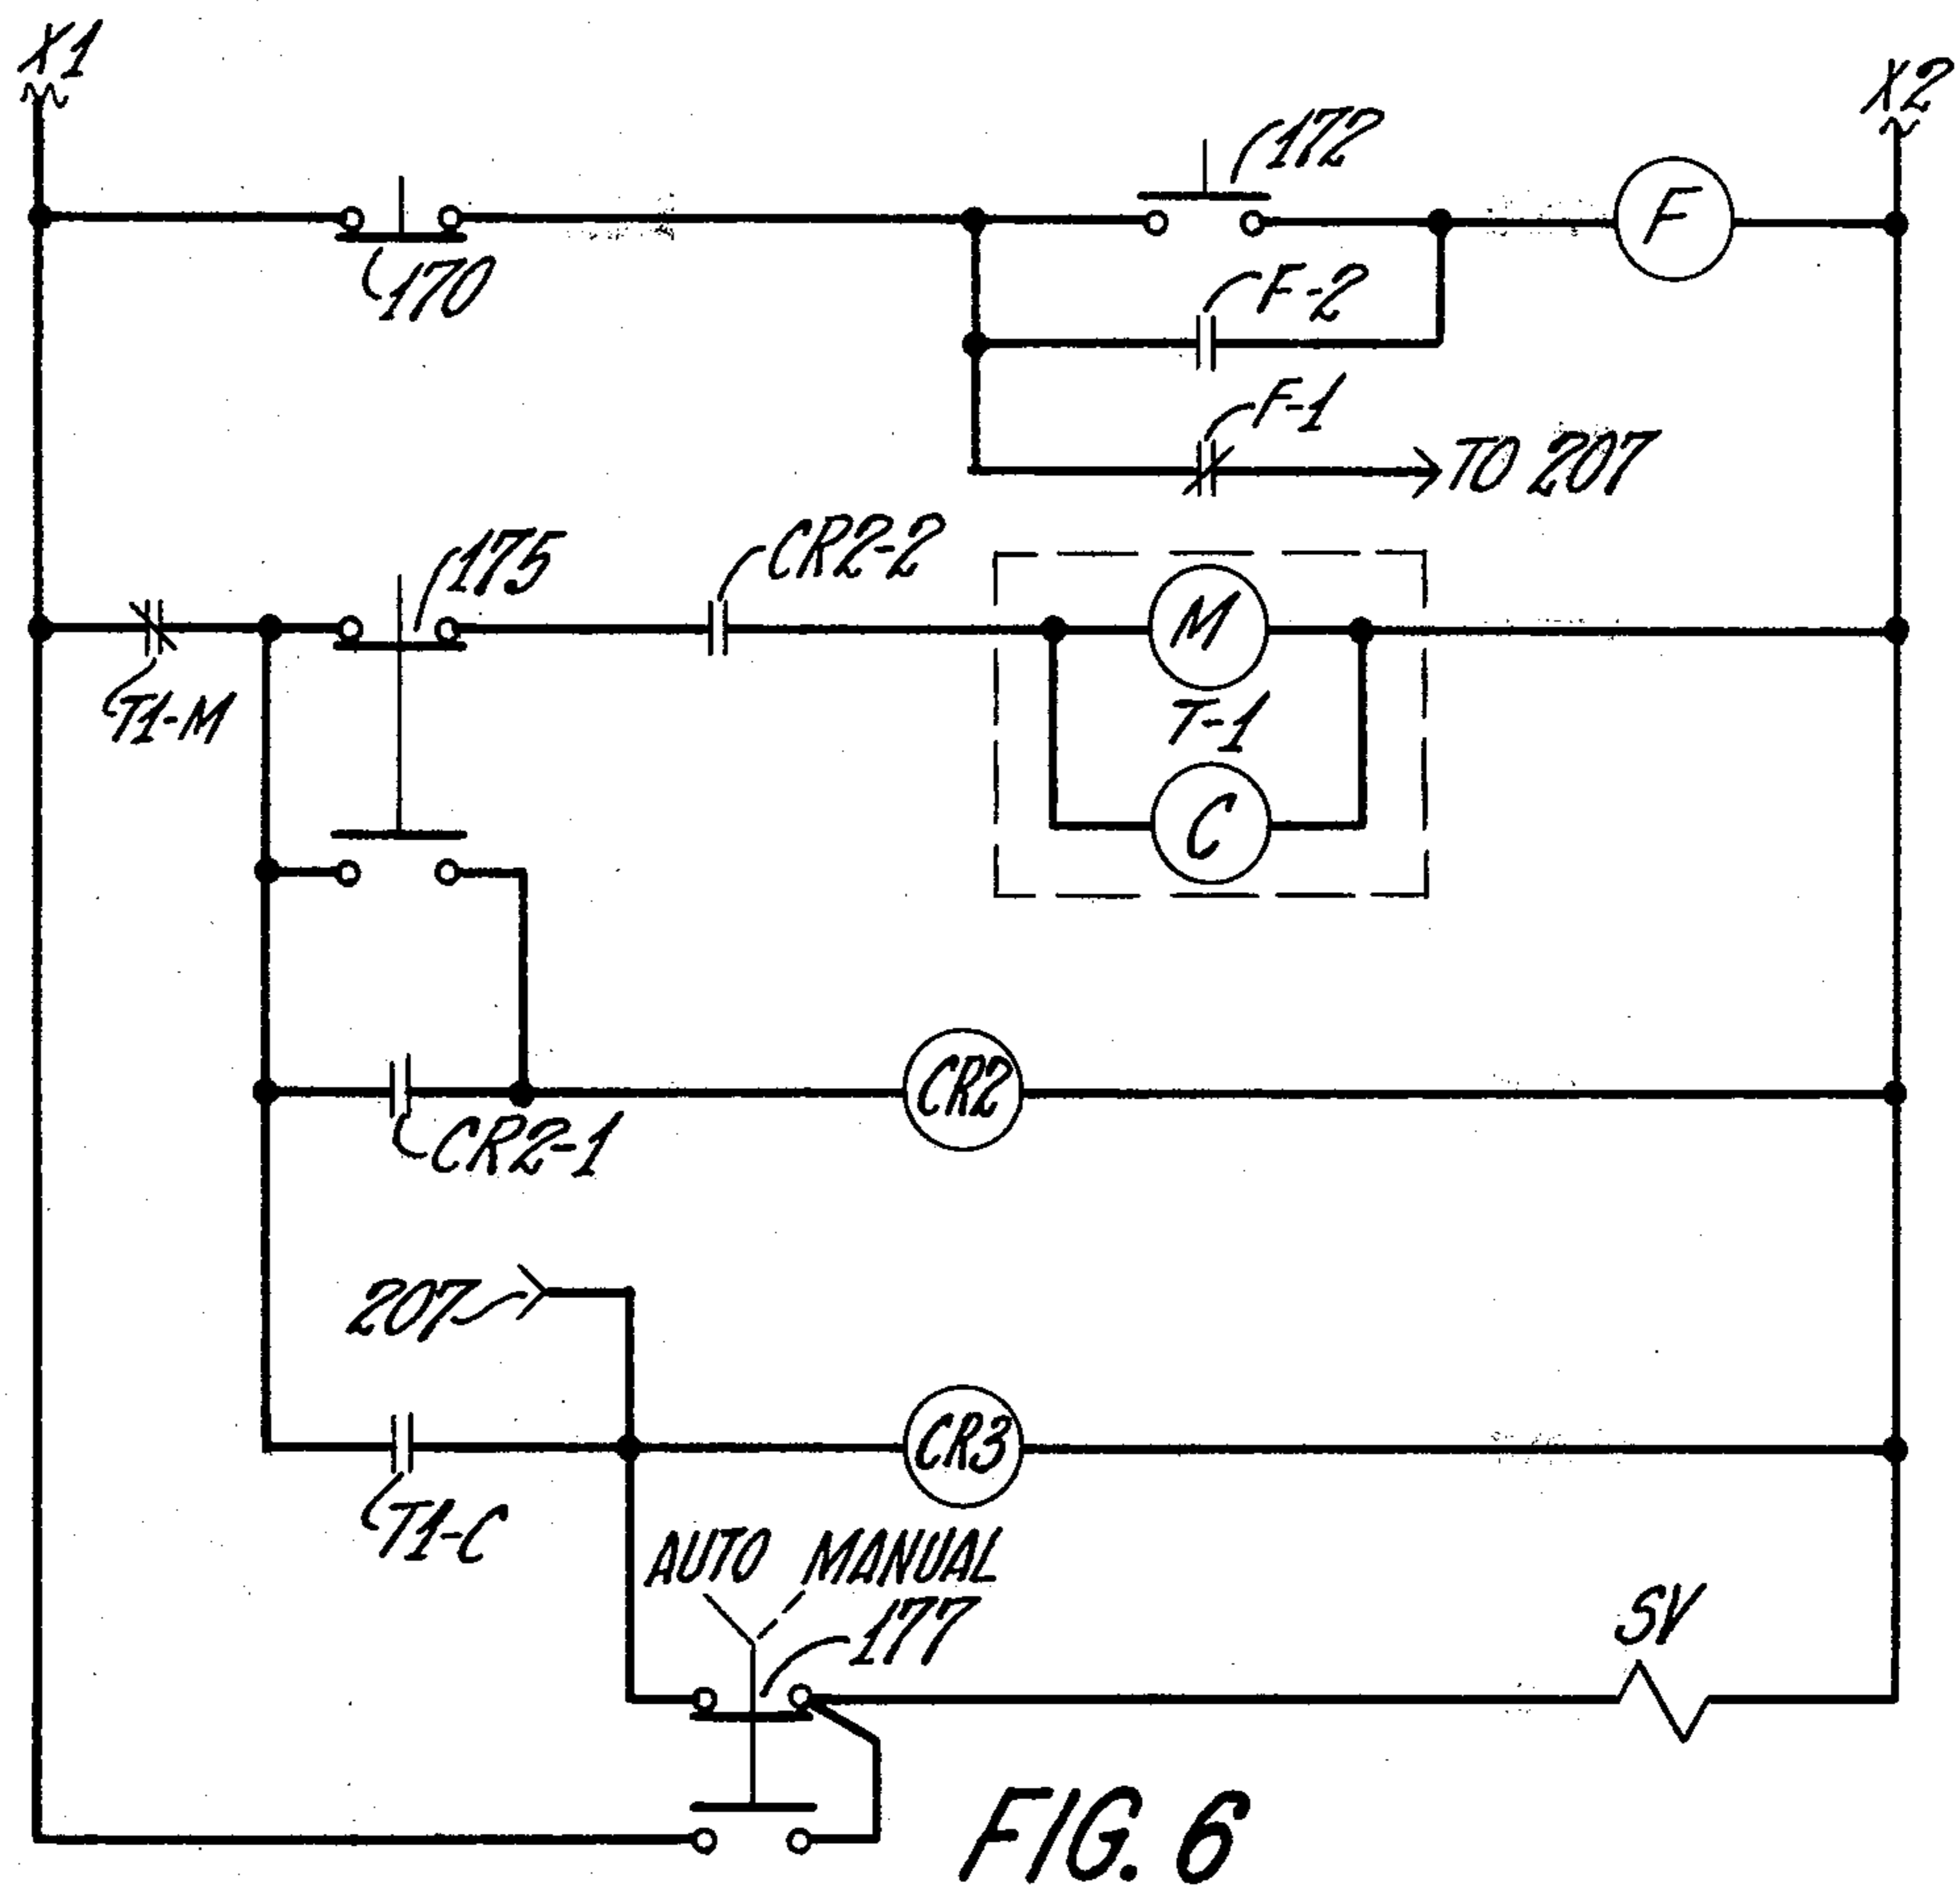 X1
X2
172
F
170
F-2
F-1
TO 207
175
CR2-2
M
T1-M
T-1
C
CR2
CR2-1
207
CR3
T1-C
AUTO MANUAL
177
SV
FIG. 6